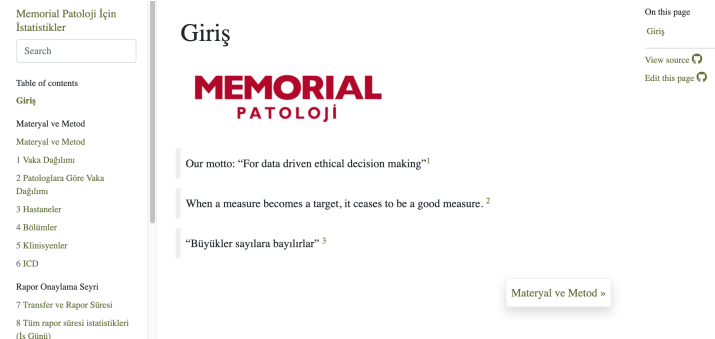 Memorial Patoloji İçin
İstatistikler
Search
Table of contents
Giriş
Materyal ve Metod
Materyal ve Metod
1 Vaka Dağılımı
2 Patologlara Göre Vaka
Dağılımı
3 Hastaneler
4 Bölümler
5 Klinisyenler
6 ICD
Rapor Onaylama Seyri
7 Transfer ve Rapor Süresi
8 Tüm rapor süresi istatistikleri
(İş Günü)
Giriş
MEMORIAL
PATOLOJİ
Our motto: “For data driven ethical decision making”1
When a measure becomes a target, it ceases to be a good measure. 2
“Büyükler sayılara bayılırlar” 3
Materyal ve Metod »
On this page
Giriş
View source
Edit this page